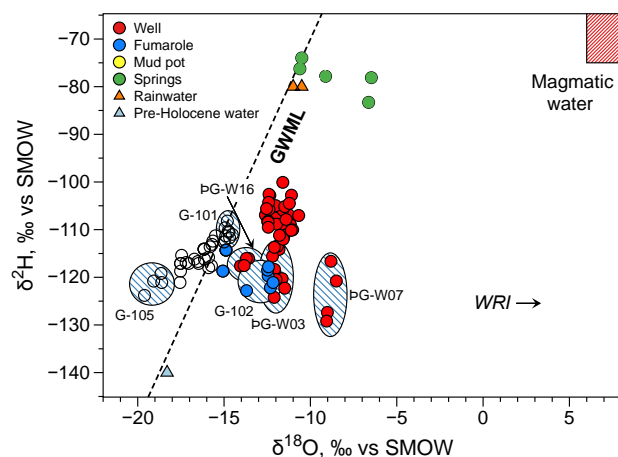 Well
Fumarole
Mud pot
Springs
Rainwater
Pre-Holocene water
Magmatic
water
GWML
ÞG-W16
G-101
G-105
G-102
ÞG-W03
ÞG-W07
WRI
−70
−80
−90
−100
−110
−120
−130
−140
δ²H, ‰ vs SMOW
−20 −15 −10 −5 0 5
δ¹⁸O, ‰ vs SMOW